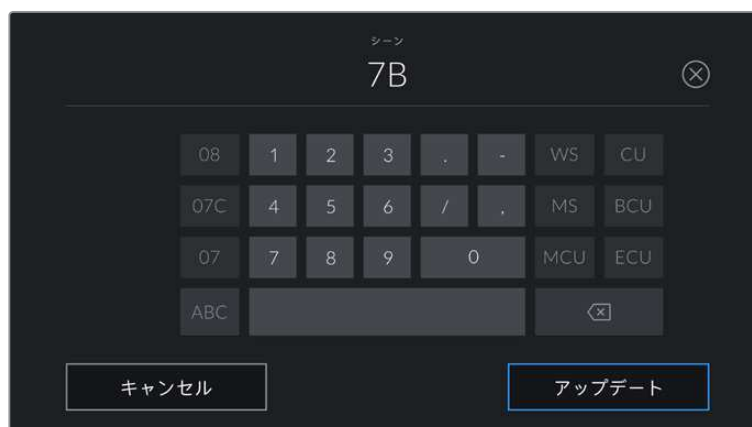 シーン
7B
08 1 2 3 . - WS CU
07C 4 5 6 / , MS BCU
07 7 8 9 0 MCU ECU
ABC
キャンセル アップデート